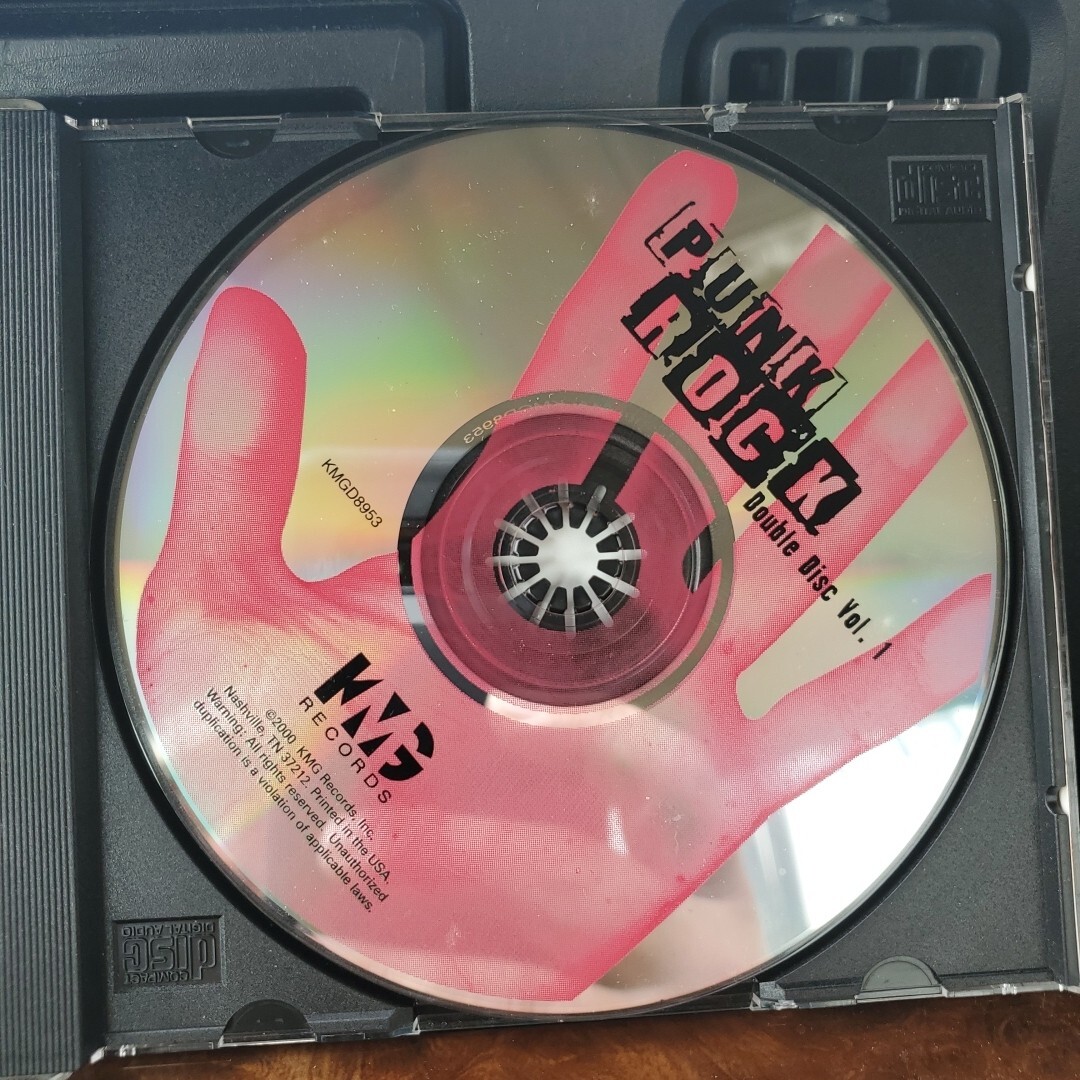 PUNK
ROCK
Double Disc Vol. 1
KMGD8953
KMG
RECORDS
©2000 KMG Records, Inc.
Nashville, TN 37212. Printed in the USA.
Warning: All rights reserved. Unauthorized
duplication is a violation of applicable laws.
COMPACT
disc
DIGITAL AUDIO
COMPACT
disc
DIGITAL AUDIO